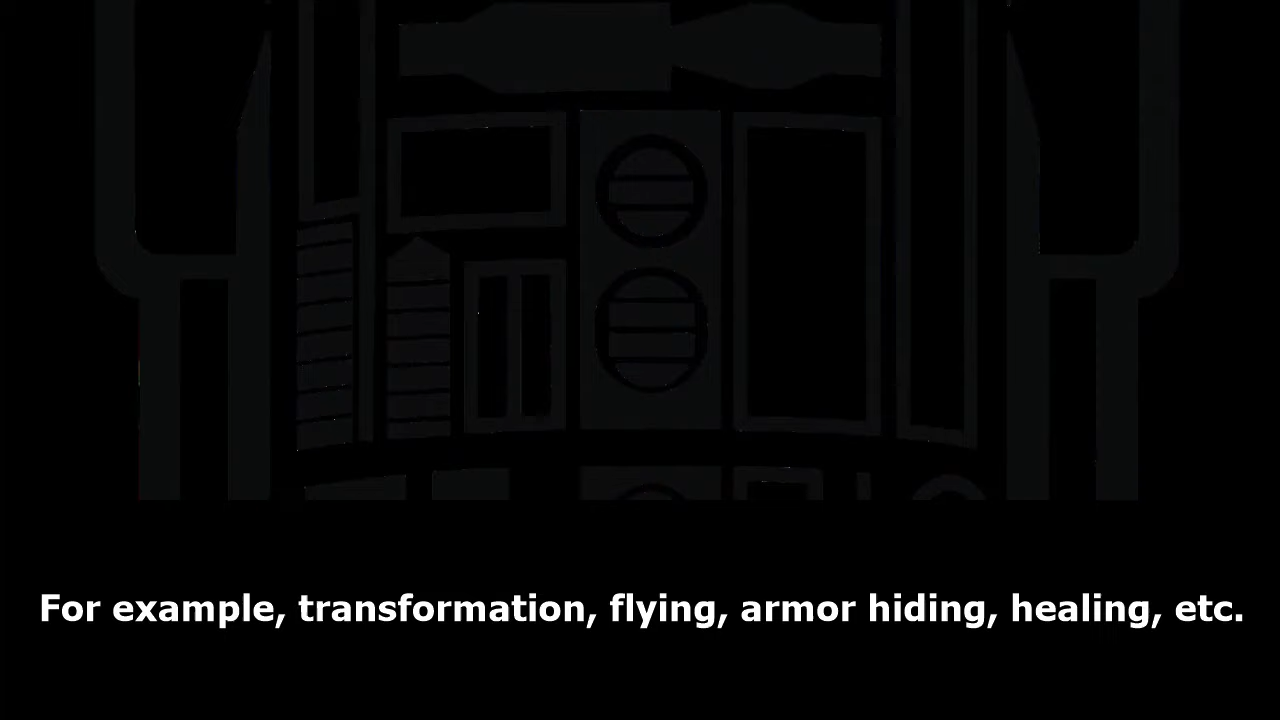 For example, transformation, flying, armor hiding, healing, etc.